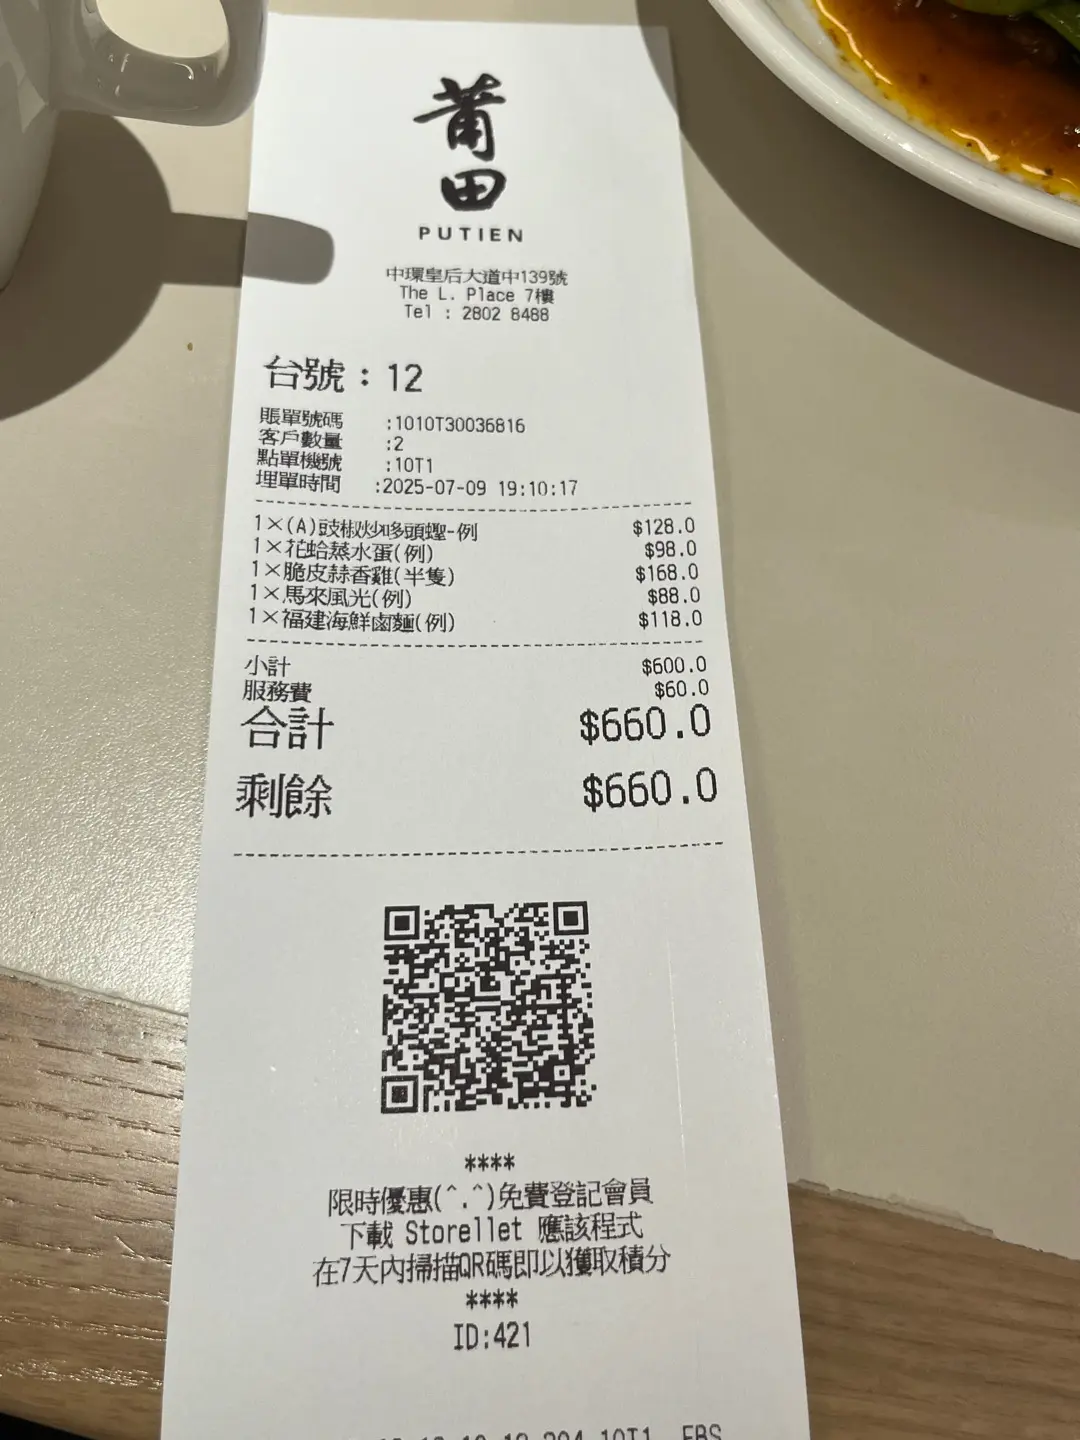 莆田
PUTIEN
中環皇后大道中139號
The L. Place 7樓
Tel : 2802 8488
台號：12
賬單號碼 :1010T30036816
客戶數量 :2
點單機號 :10T1
埋單時間 :2025-07-09 19:10:17
1×(A)豉椒炒哆頭蟶-例 $128.0
1×花蛤蒸水蛋(例) $98.0
1×脆皮蒜香雞(半隻) $168.0
1×馬來風光(例) $88.0
1×福建海鮮鹵麵(例) $118.0
小計 $600.0
服務費 $60.0
合計 $660.0
剩餘 $660.0
****
限時優惠(^.^)免費登記會員
下載 Storellet 應該程式
在7天內掃描QR碼即以獲取積分
****
ID:421
10T1 FBS